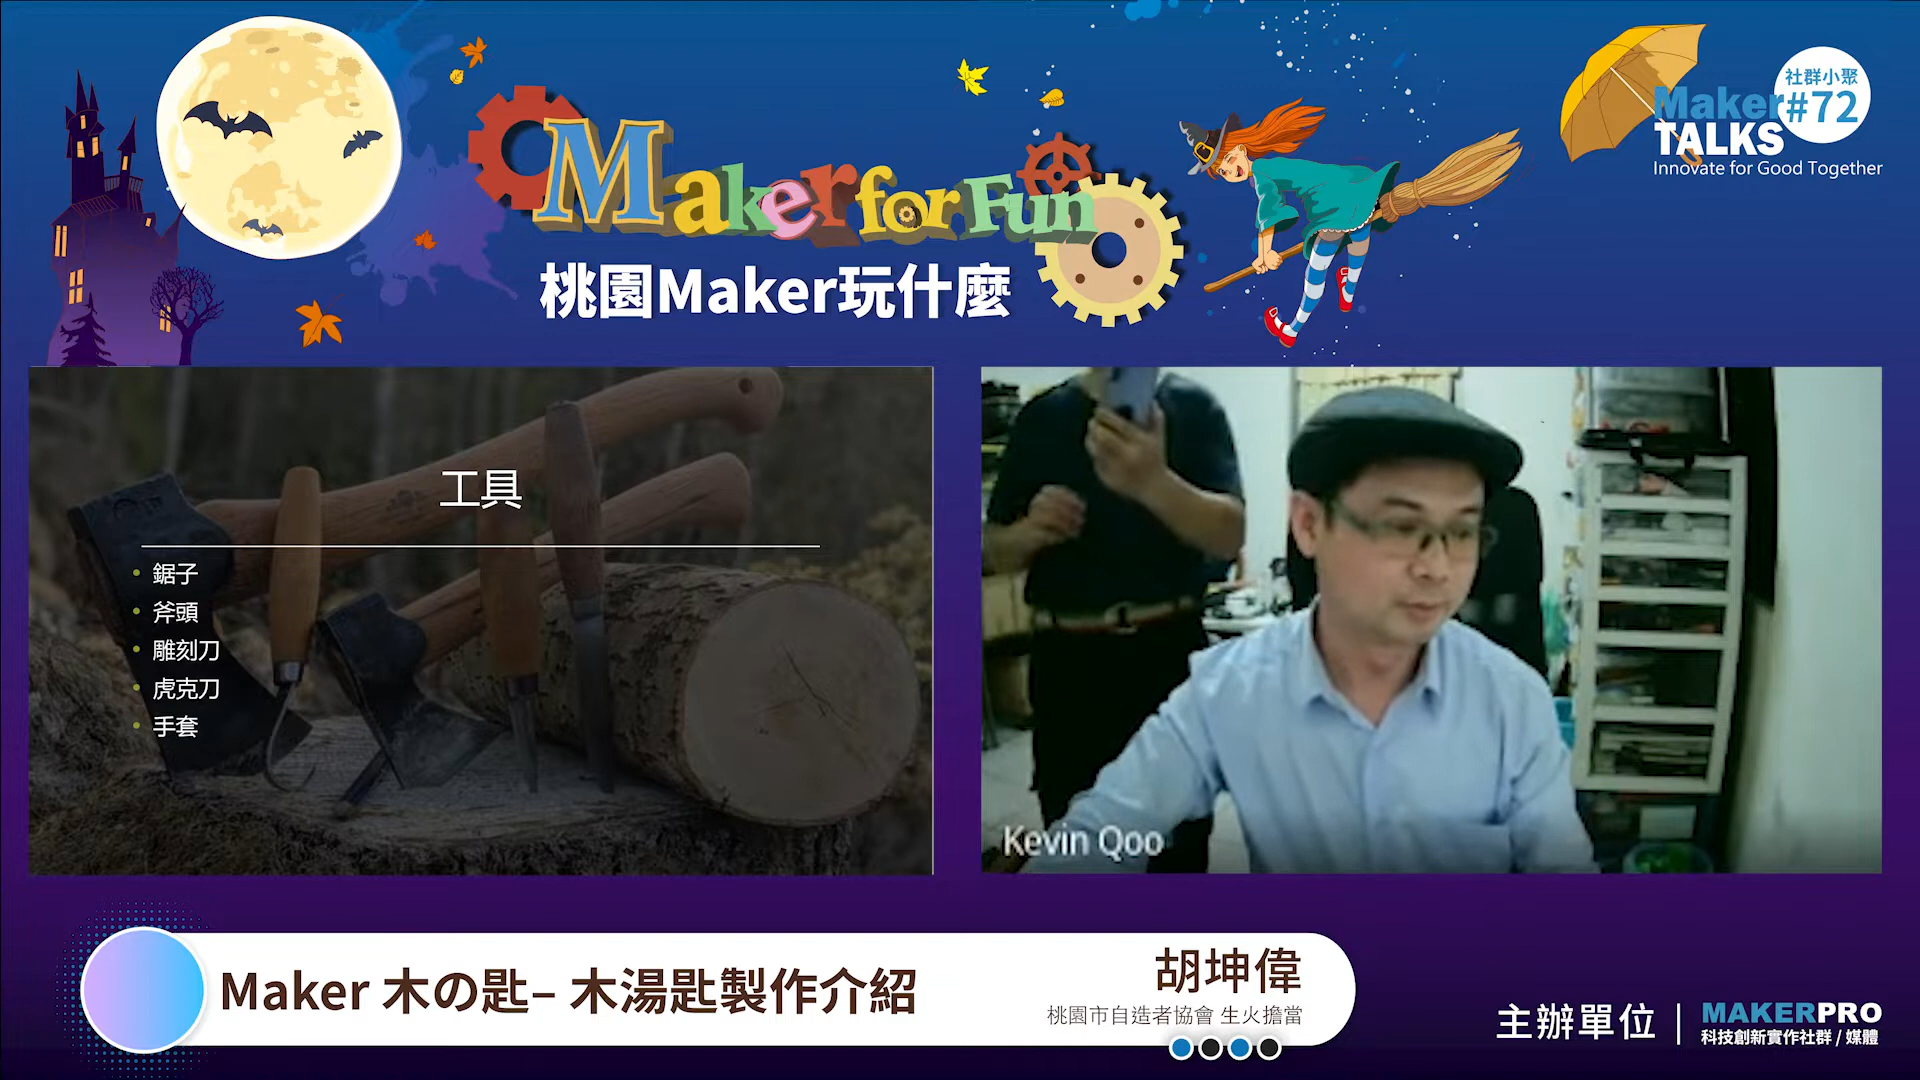 Maker for Fun
桃園Maker玩什麼
社群小聚
#72
Maker
TALKS
Innovate for Good Together
工具
鋸子
斧頭
雕刻刀
虎克刀
手套
Kevin Qoo
Maker 木の匙– 木湯匙製作介紹
胡坤偉
桃園市自造者協會 生火擔當
主辦單位 | MAKERPRO
科技創新實作社群 / 媒體